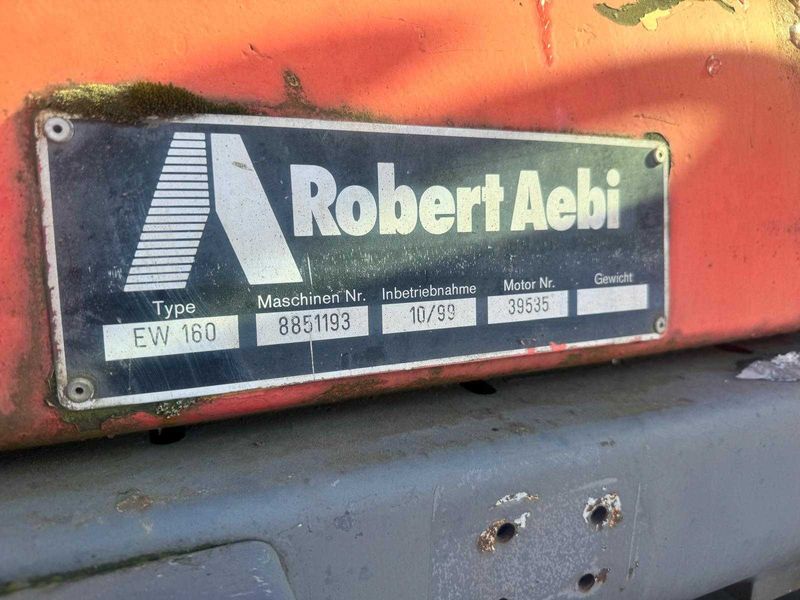 Robert Aebi
Type Maschinen Nr. Inbetriebnahme Motor Nr. Gewicht
EW 160 8851193 10/99 39535